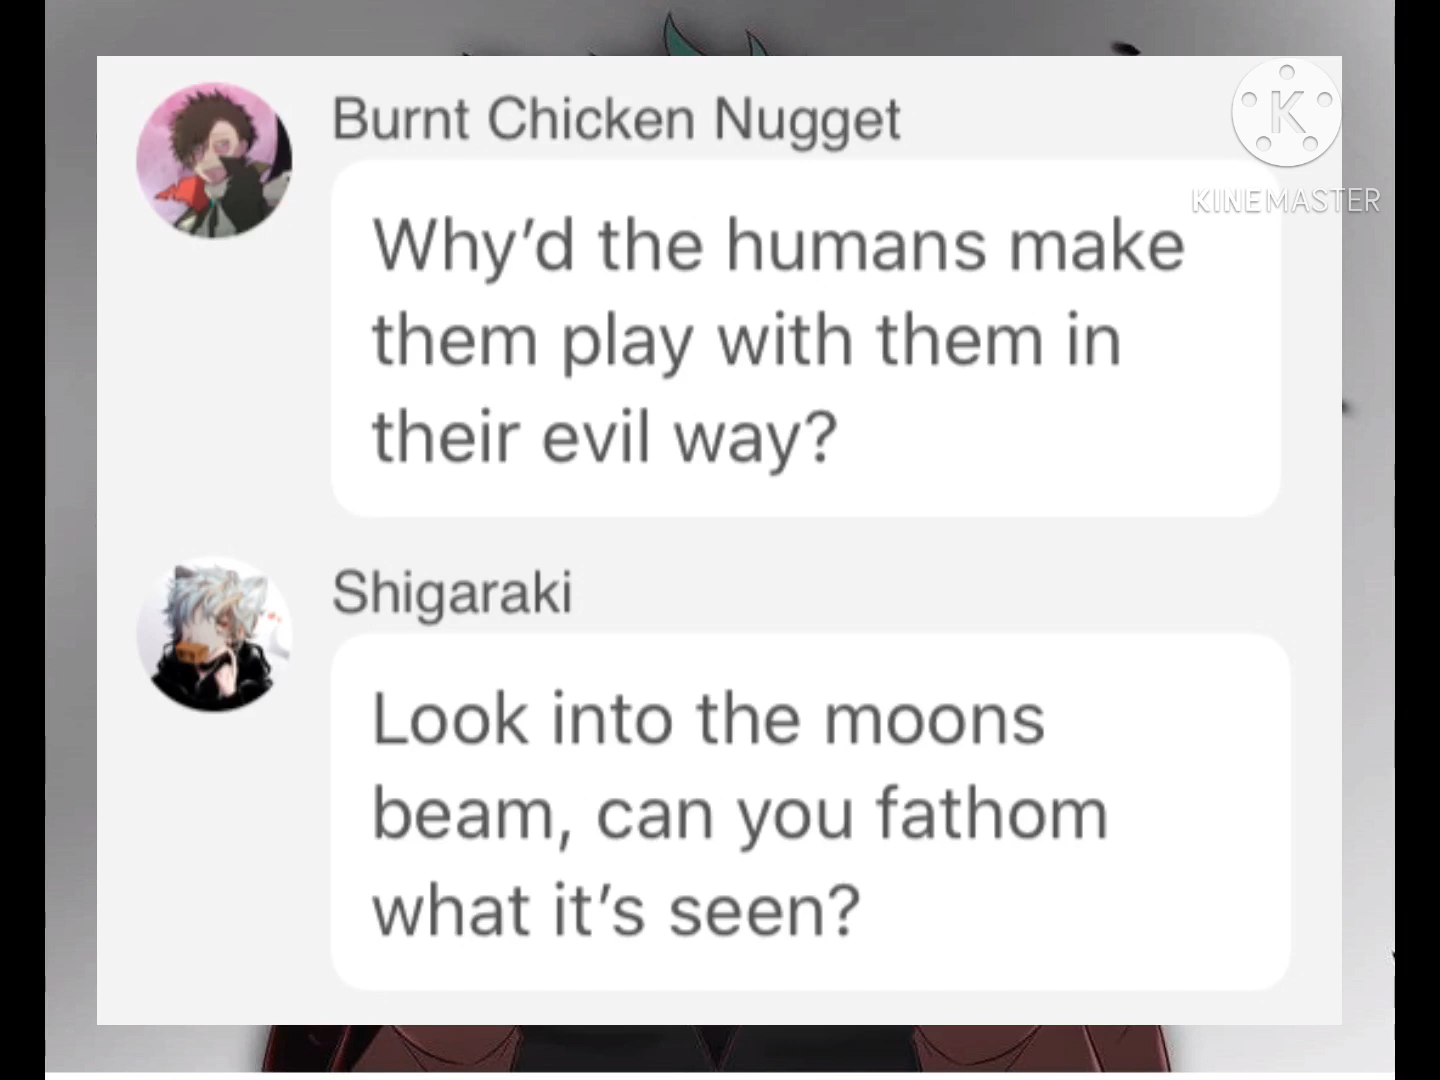 Burnt Chicken Nugget
K
KINEMASTER
Why’d the humans make
them play with them in
their evil way?
Shigaraki
Look into the moons
beam, can you fathom
what it’s seen?